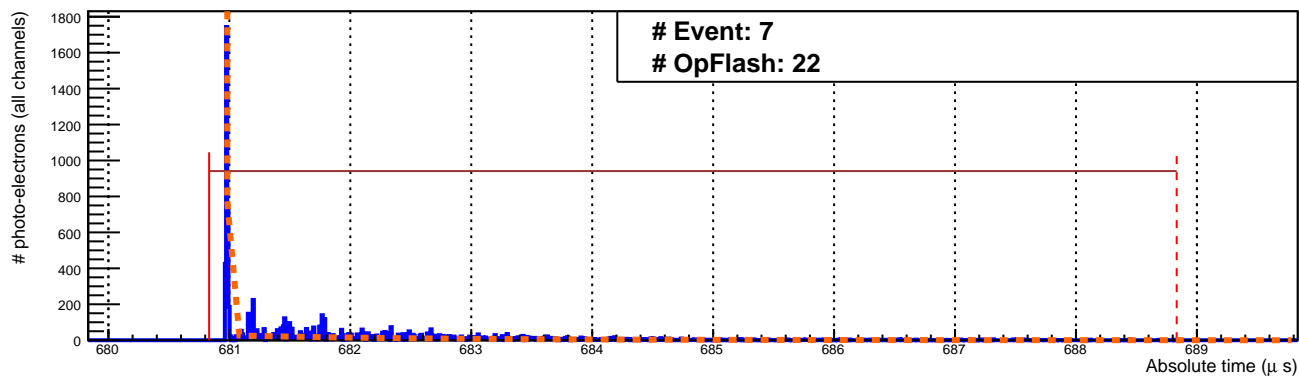 # Event: 7
# OpFlash: 22
# photo-electrons (all channels)
1800
1600
1400
1200
1000
800
600
400
200
0
680 681 682 683 684 685 686 687 688 689
Absolute time (μ s)